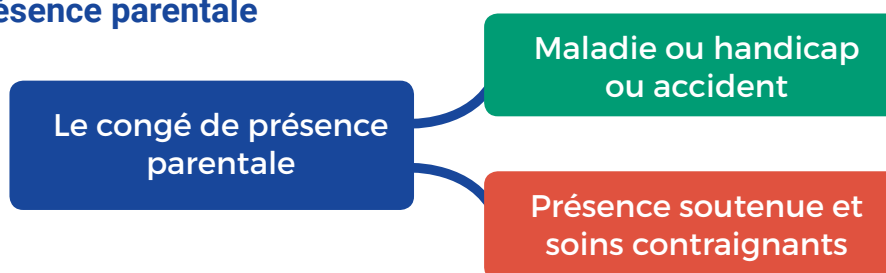 ésence parentale
Maladie ou handicap
ou accident
Le congé de présence
parentale
Présence soutenue et
soins contraignants